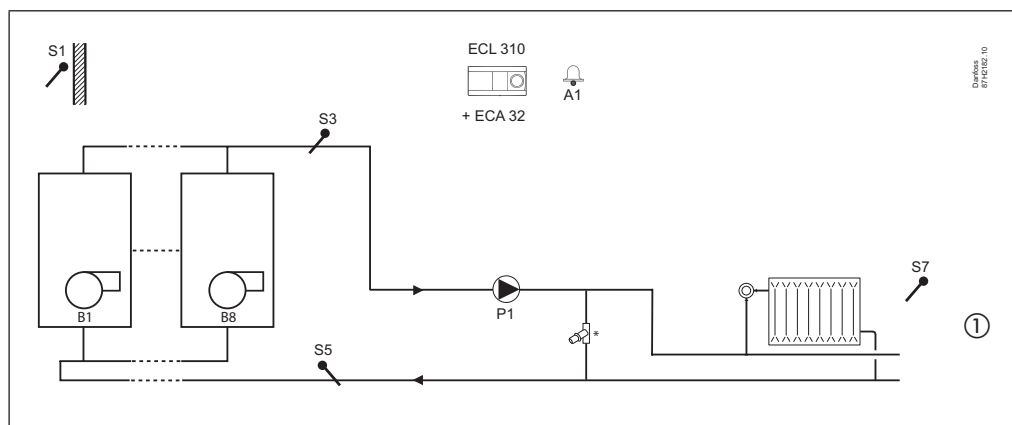 S1
ECL 310
A1
+ ECA 32
Danfoss
87H2182.10
S3
B1
B8
P1
*
S5
S7
①